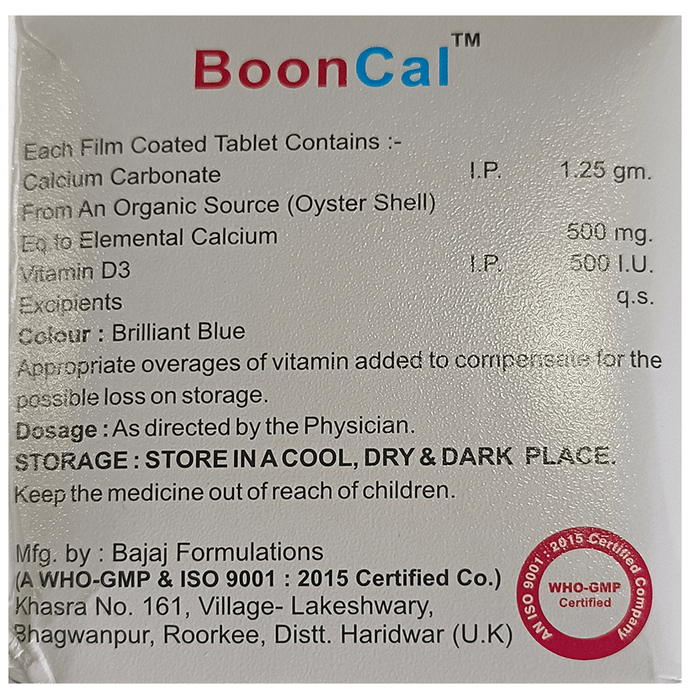 BoonCal™
Each Film Coated Tablet Contains :-
Calcium Carbonate I.P. 1.25 gm.
From An Organic Source (Oyster Shell)
Eq to Elemental Calcium 500 mg.
Vitamin D3 I.P. 500 I.U.
Excipients q.s.
Colour : Brilliant Blue
Appropriate overages of vitamin added to compensate for the
possible loss on storage.
Dosage : As directed by the Physician.
STORAGE : STORE IN A COOL, DRY & DARK PLACE.
Keep the medicine out of reach of children.
Mfg. by : Bajaj Formulations
(A WHO-GMP & ISO 9001 : 2015 Certified Co.)
Khasra No. 161, Village- Lakeshwary,
Bhagwanpur, Roorkee, Distt. Haridwar (U.K)
AN ISO 9001 : 2015 Certified Company
WHO-GMP
Certified